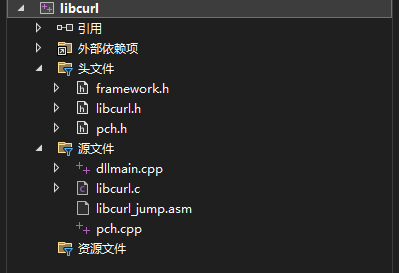 libcurl
引用
外部依赖项
头文件
framework.h
libcurl.h
pch.h
源文件
dllmain.cpp
libcurl.c
libcurl_jump.asm
pch.cpp
资源文件